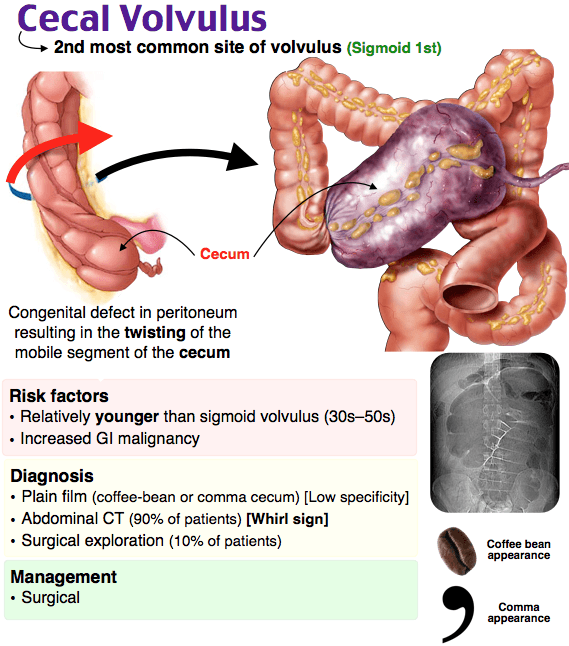 Cecal Volvulus
2nd most common site of volvulus (Sigmoid 1st)
Cecum
Congenital defect in peritoneum
resulting in the twisting of the
mobile segment of the cecum
Risk factors
• Relatively younger than sigmoid volvulus (30s–50s)
• Increased GI malignancy
Diagnosis
• Plain film (coffee-bean or comma cecum) [Low specificity]
• Abdominal CT (90% of patients) [Whirl sign]
• Surgical exploration (10% of patients)
Management
• Surgical
Coffee bean
appearance
Comma
appearance